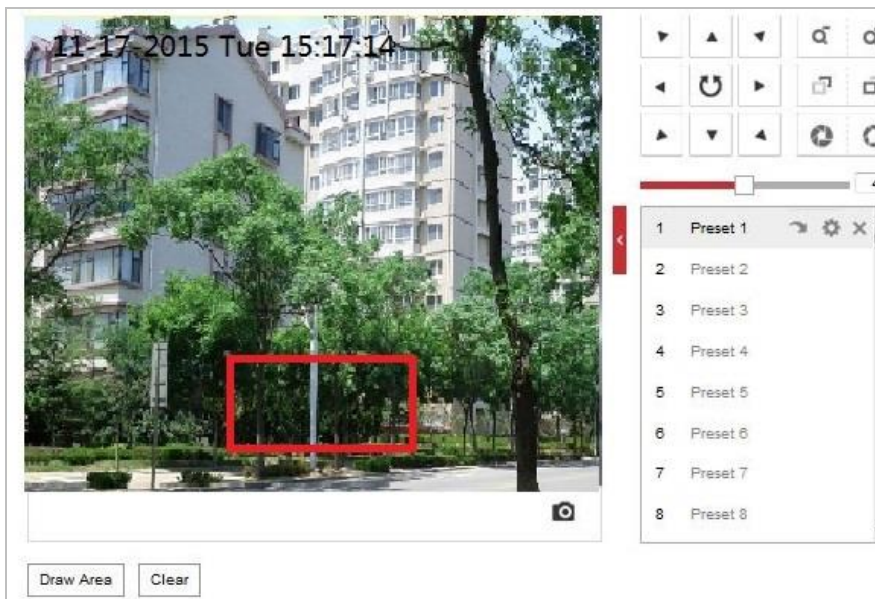 11-17-2015 Tue 15:17:14
4
1 Preset 1
2 Preset 2
3 Preset 3
4 Preset 4
5 Preset 5
6 Preset 6
7 Preset 7
8 Preset 8
Draw Area Clear